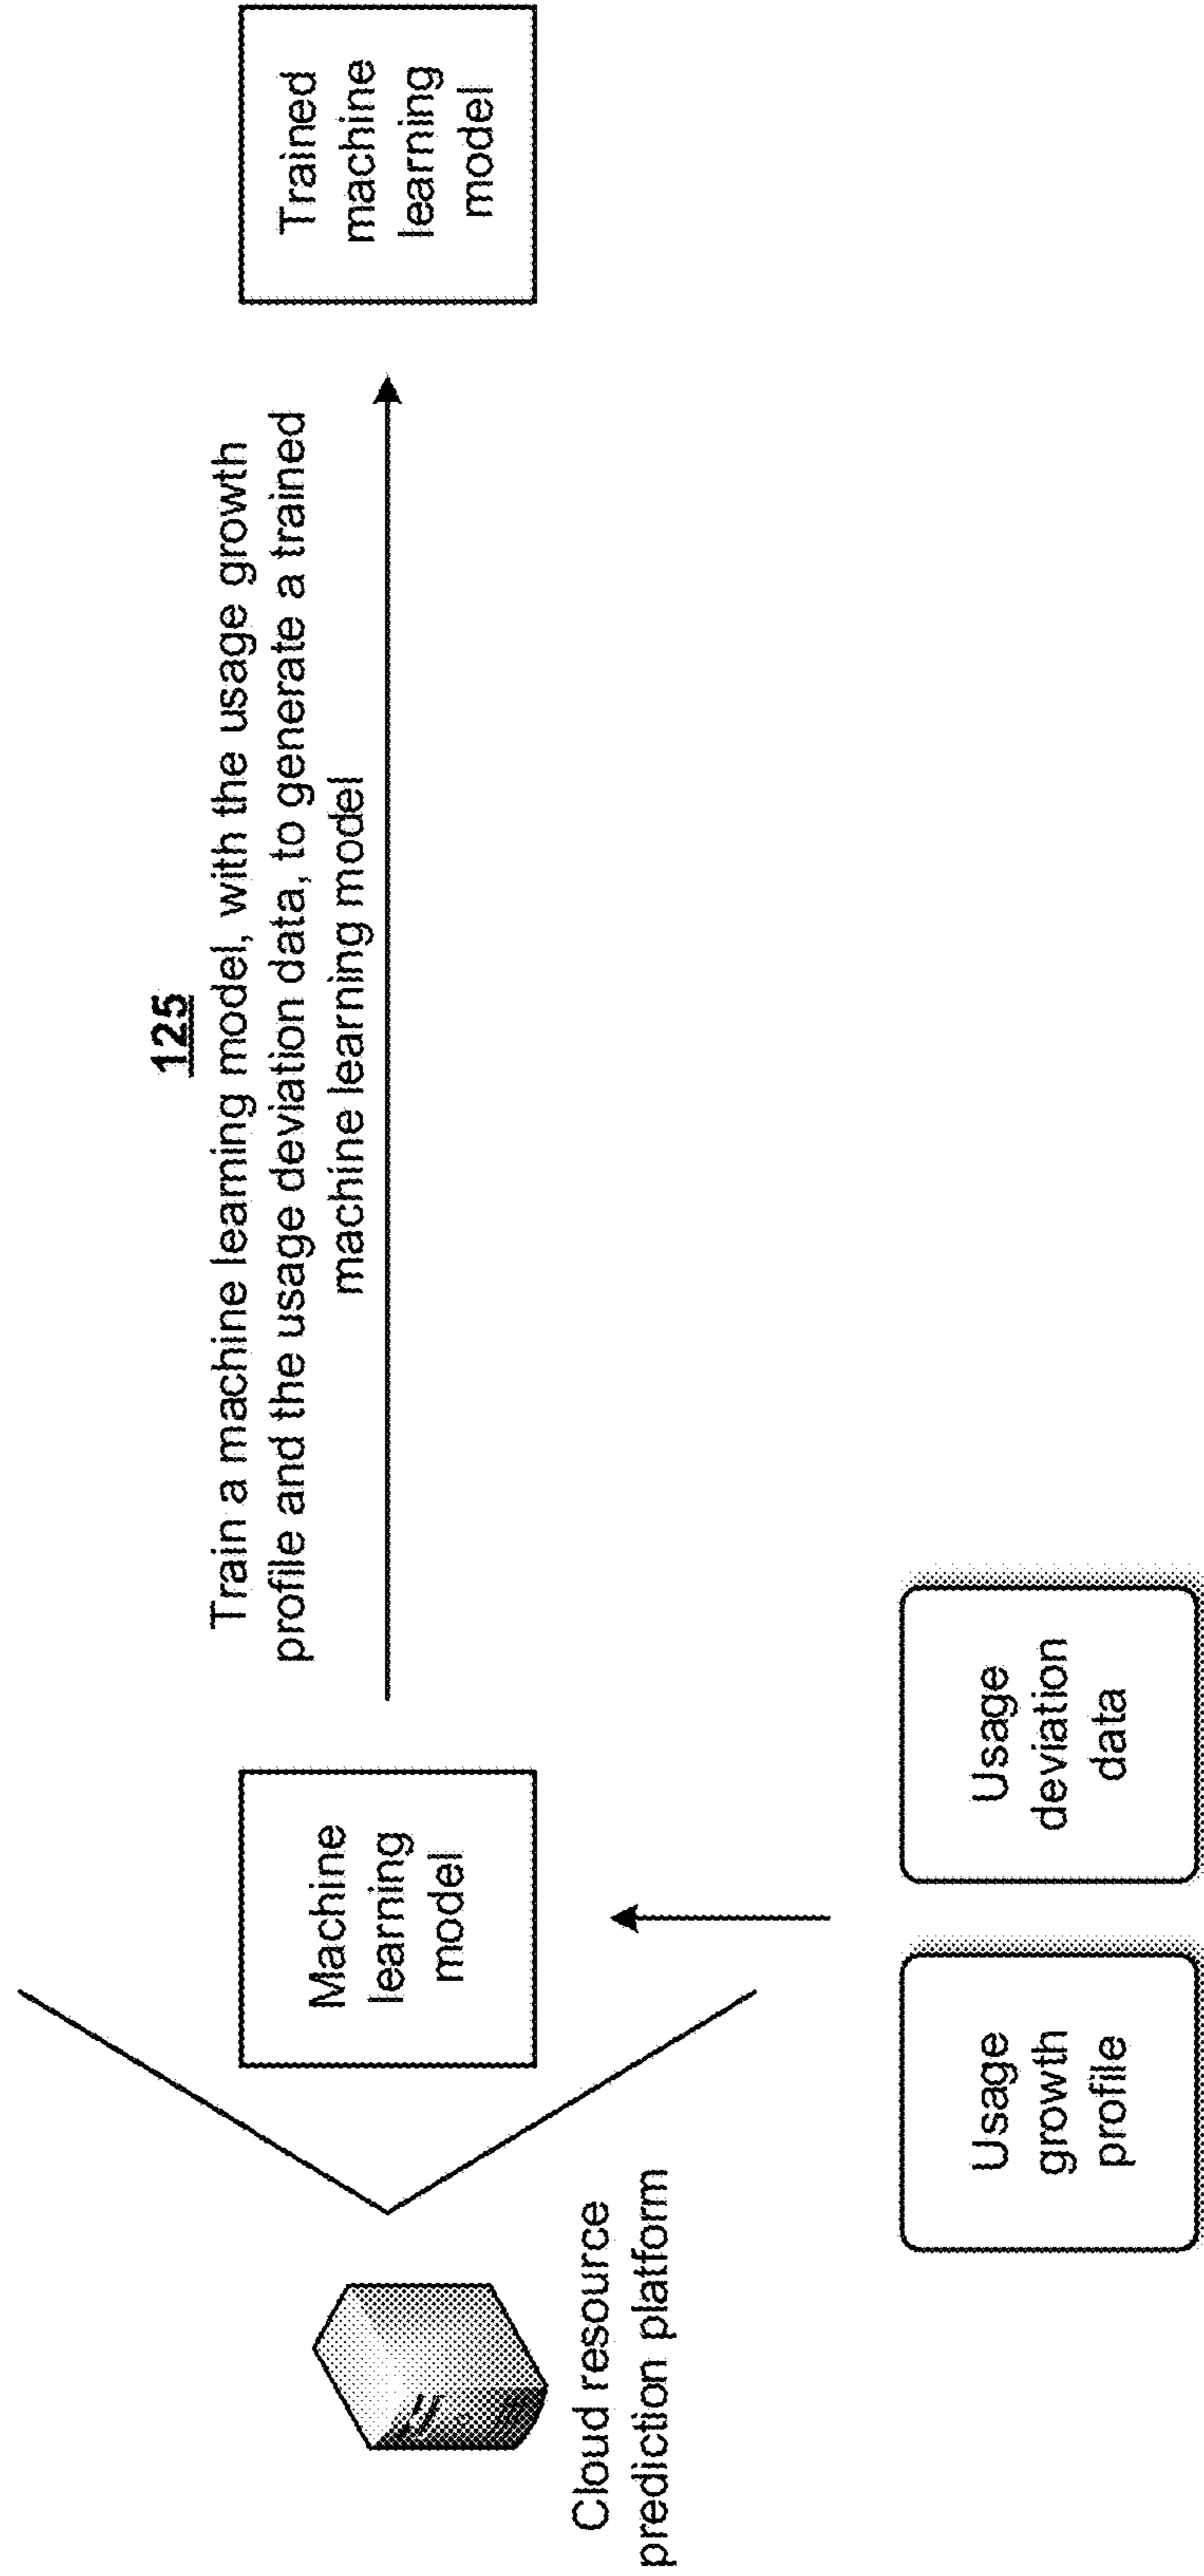 125
Train a machine learning model, with the usage growth
profile and the usage deviation data, to generate a trained
machine learning model
Cloud resource
prediction platform
Machine
learning
model
Trained
machine
learning
model
Usage
growth
profile
Usage
deviation
data